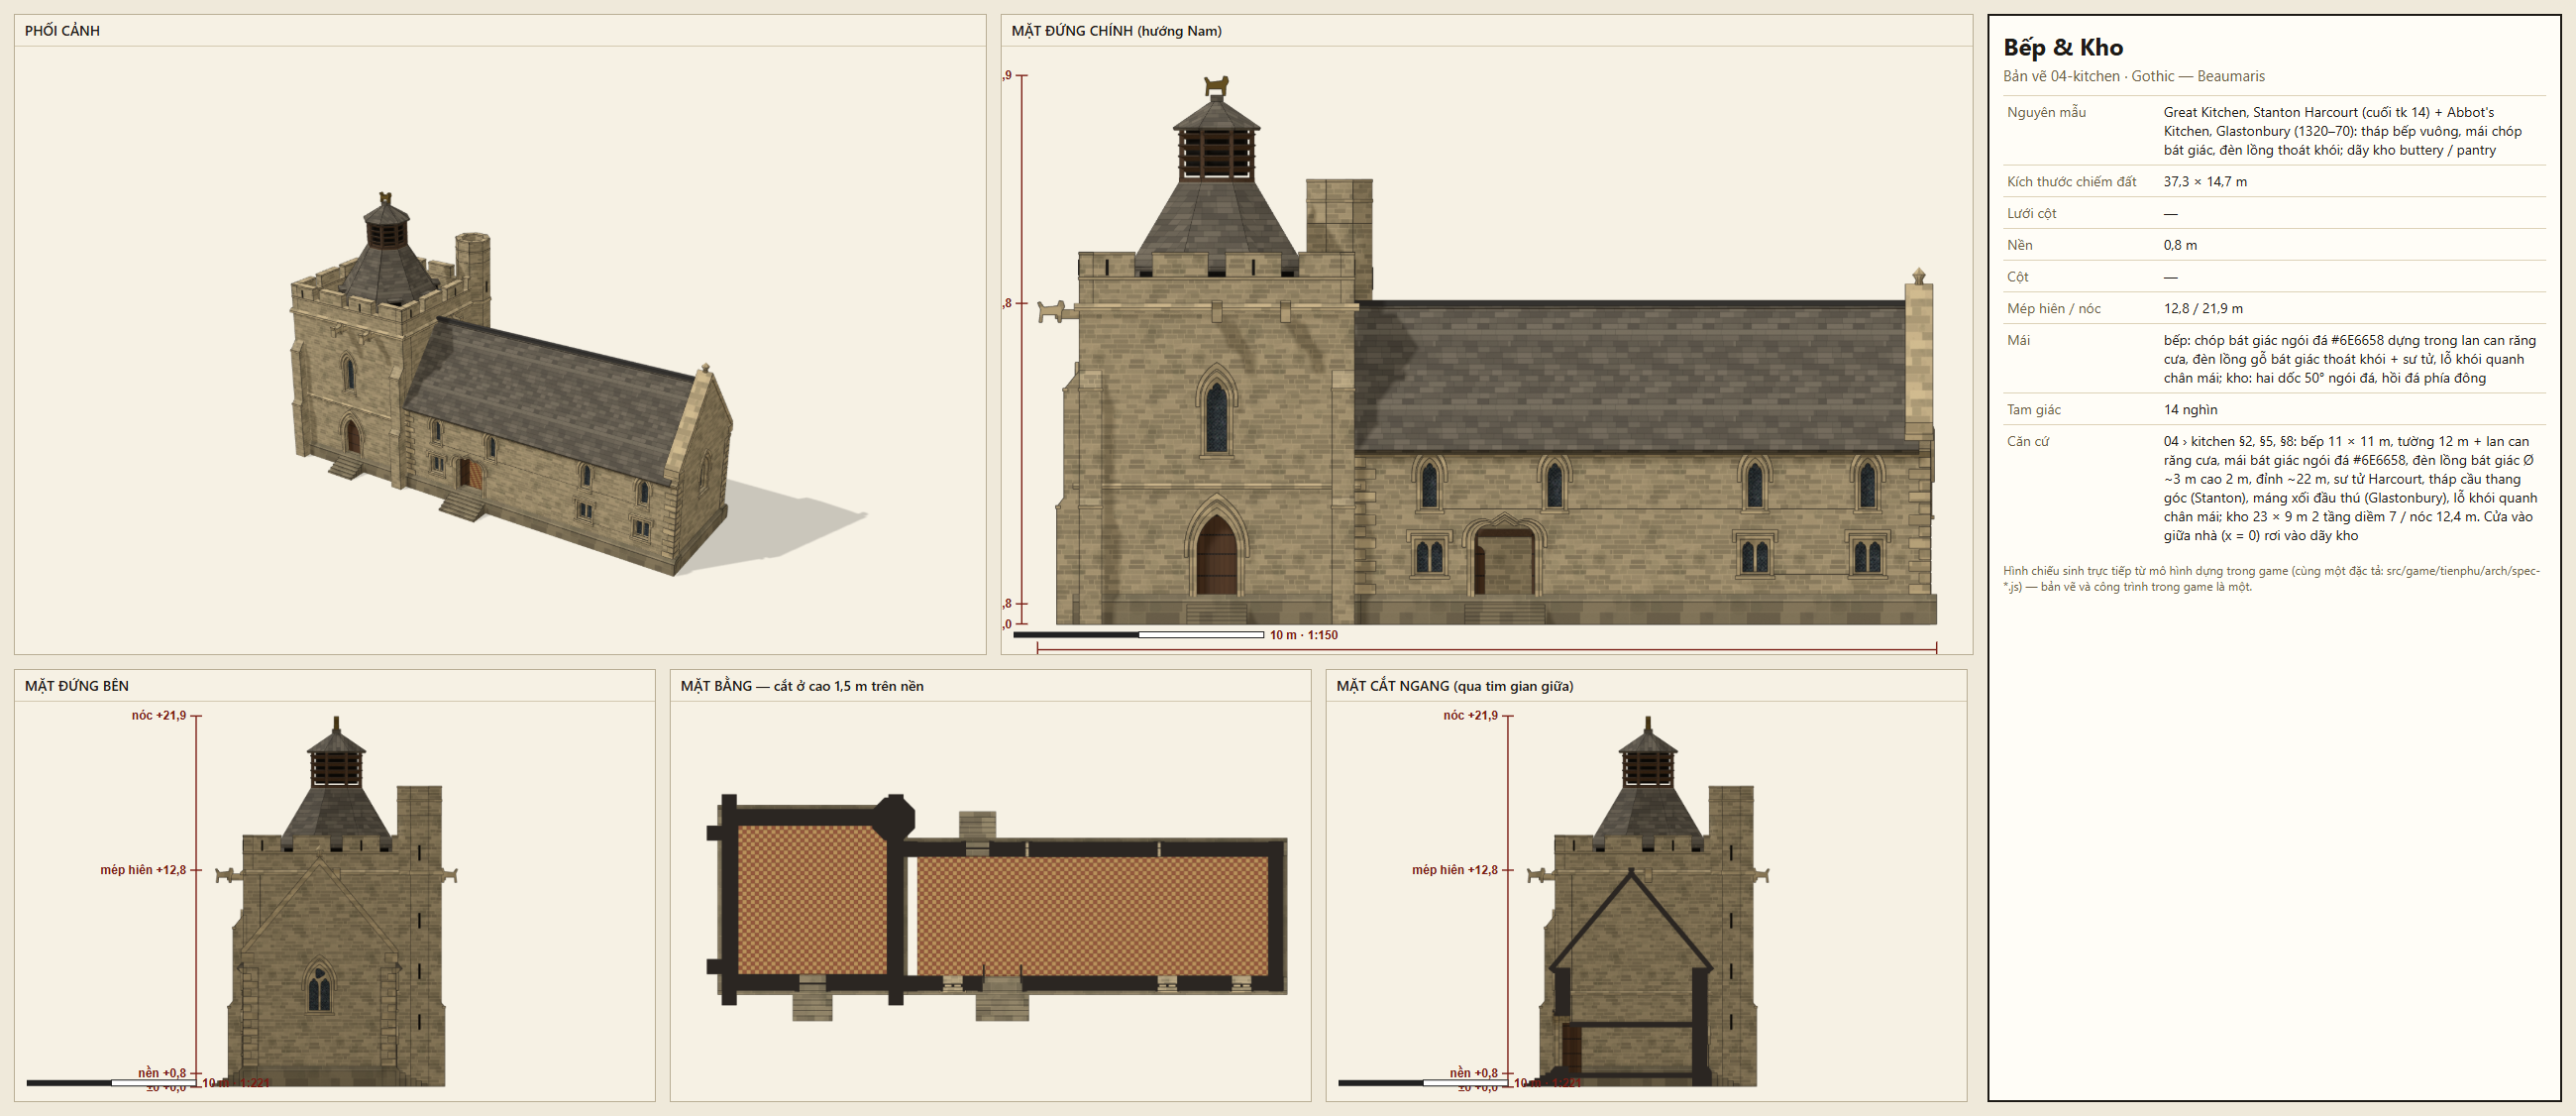 PHỐI CẢNH
MẶT ĐỨNG CHÍNH (hướng Nam)
,9
,8
,8
,0
10 m · 1:150
MẶT ĐỨNG BÊN
nóc +21,9
mép hiên +12,8
nền +0,8
±0 +0,0
10 m · 1:221
MẶT BẰNG — cắt ở cao 1,5 m trên nền
MẶT CẮT NGANG (qua tim gian giữa)
nóc +21,9
mép hiên +12,8
nền +0,8
±0 +0,0
10 m · 1:221
Bếp & Kho
Bản vẽ 04-kitchen · Gothic — Beaumaris
Nguyên mẫu
Great Kitchen, Stanton Harcourt (cuối tk 14) + Abbot's
Kitchen, Glastonbury (1320–70): tháp bếp vuông, mái chóp
bát giác, đèn lồng thoát khói; dãy kho buttery / pantry
Kích thước chiếm đất
37,3 × 14,7 m
Lưới cột
—
Nền
0,8 m
Cột
—
Mép hiên / nóc
12,8 / 21,9 m
Mái
bếp: chóp bát giác ngói đá #6E6658 dựng trong lan can răng
cưa, đèn lồng gỗ bát giác thoát khói + sư tử, lỗ khói quanh
chân mái; kho: hai dốc 50° ngói đá, hồi đá phía đông
Tam giác
14 nghìn
Căn cứ
04 › kitchen §2, §5, §8: bếp 11 × 11 m, tường 12 m + lan can
răng cưa, mái bát giác ngói đá #6E6658, đèn lồng bát giác Ø
~3 m cao 2 m, đỉnh ~22 m, sư tử Harcourt, tháp cầu thang
góc (Stanton), máng xối đầu thú (Glastonbury), lỗ khói quanh
chân mái; kho 23 × 9 m 2 tầng diềm 7 / nóc 12,4 m. Cửa vào
giữa nhà (x = 0) rơi vào dãy kho
Hình chiếu sinh trực tiếp từ mô hình dựng trong game (cùng một đặc tả: src/game/tienphu/arch/spec-
*.js) — bản vẽ và công trình trong game là một.